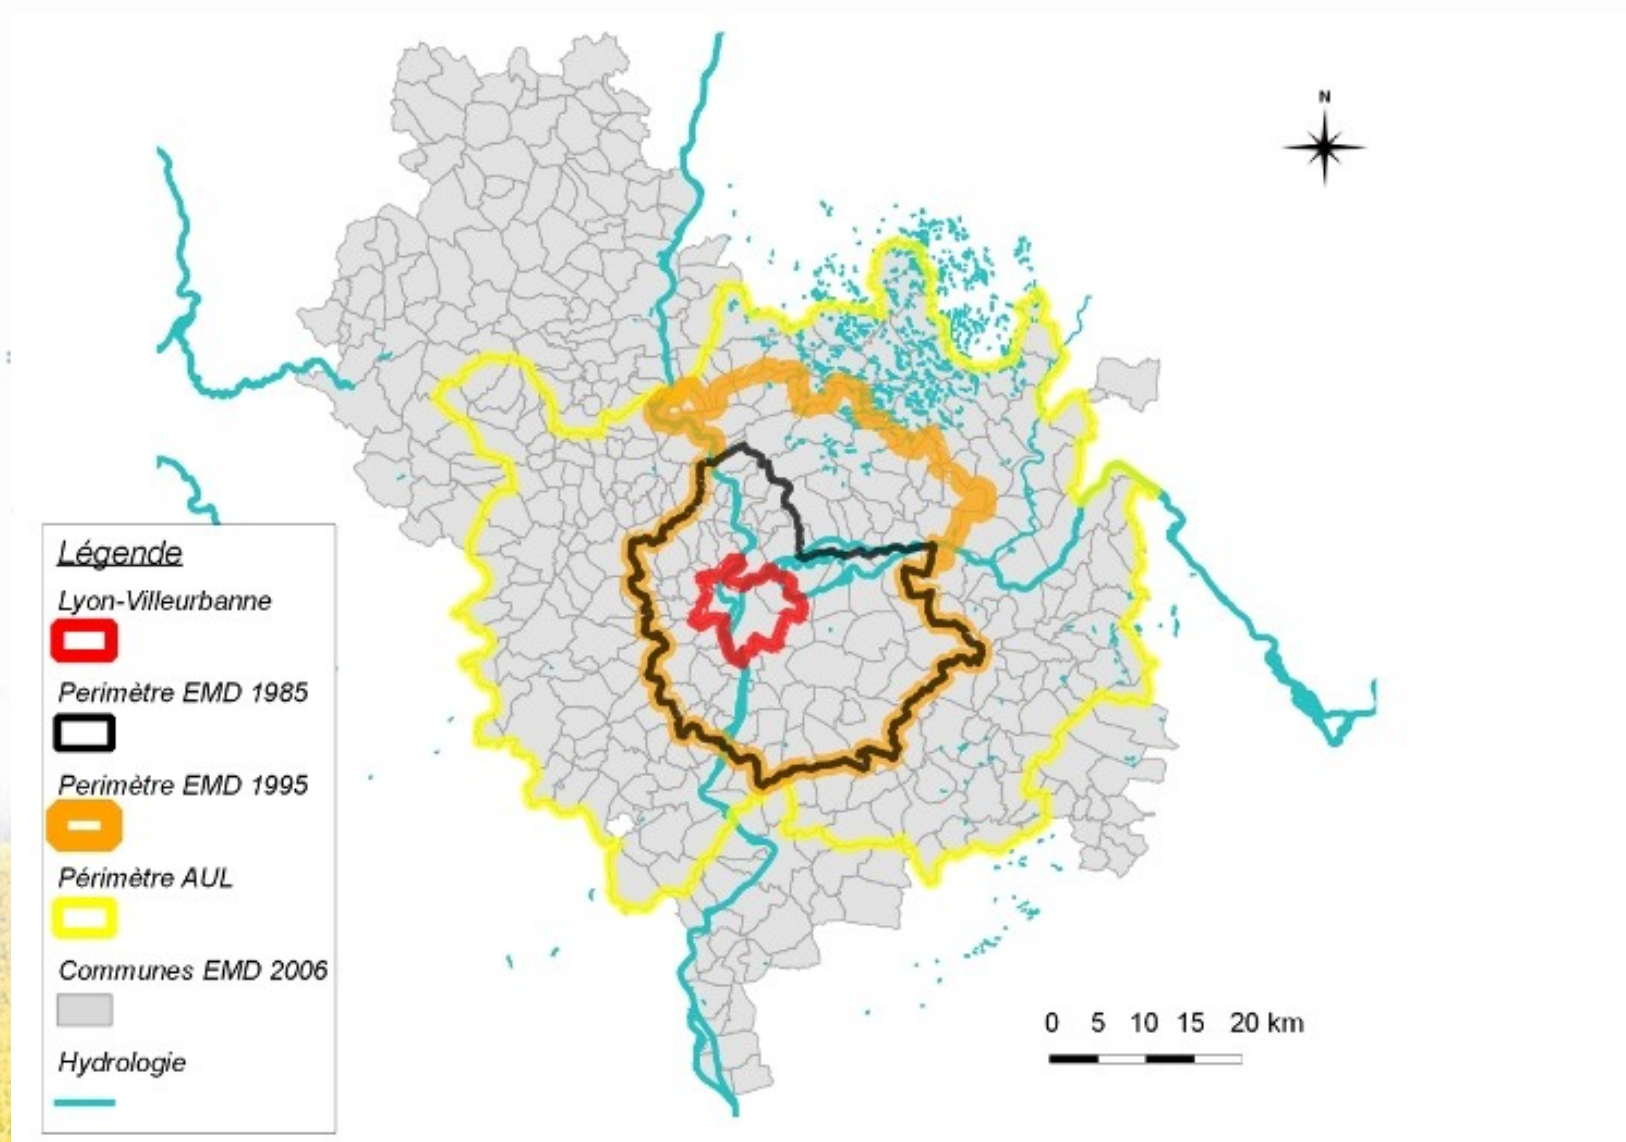 N
Légende
Lyon-Villeurbanne
Perimètre EMD 1985
Perimètre EMD 1995
Périmètre AUL
Communes EMD 2006
Hydrologie
0 5 10 15 20 km